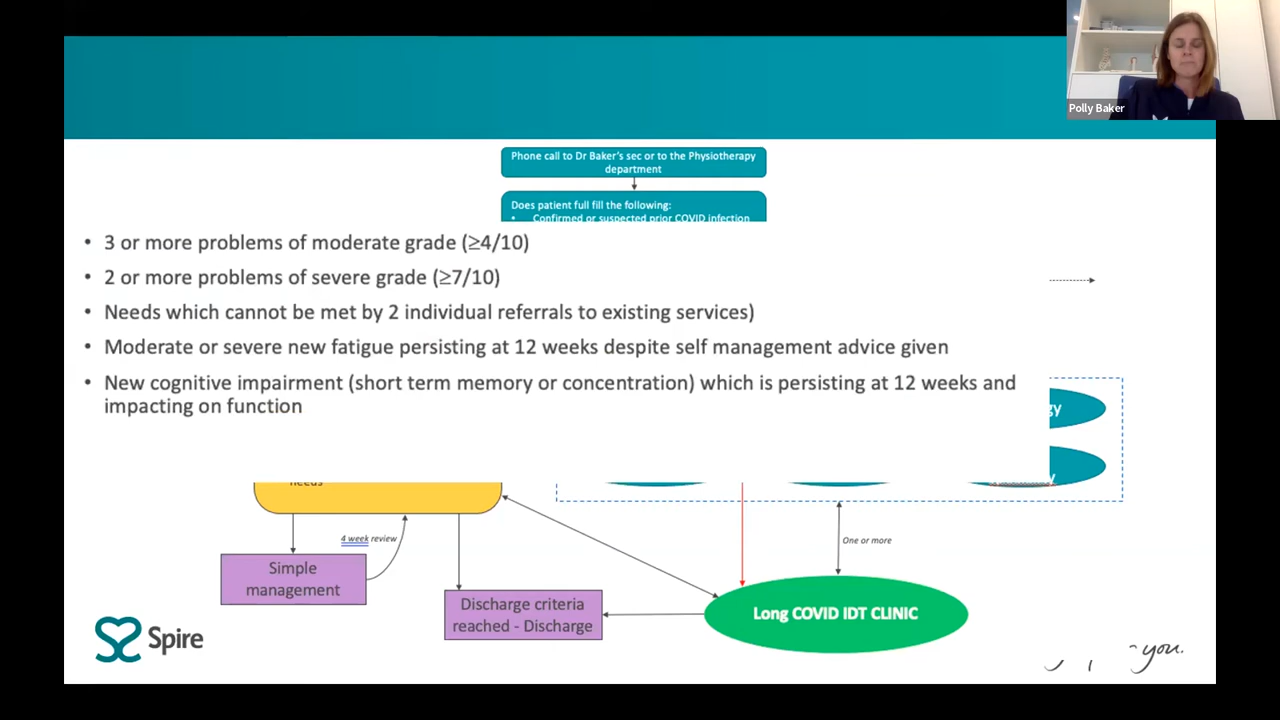 Polly Baker
Phone call to Dr Baker's sec or to the Physiotherapy
department
Does patient full fill the following:
• Confirmed or suspected prior COVID infection
• 3 or more problems of moderate grade (≥4/10)
• 2 or more problems of severe grade (≥7/10)
• Needs which cannot be met by 2 individual referrals to existing services)
• Moderate or severe new fatigue persisting at 12 weeks despite self management advice given
• New cognitive impairment (short term memory or concentration) which is persisting at 12 weeks and
impacting on function
needs
4 week review
One or more
Simple
management
Discharge criteria
reached - Discharge
Long COVID IDT CLINIC
Spire
you.